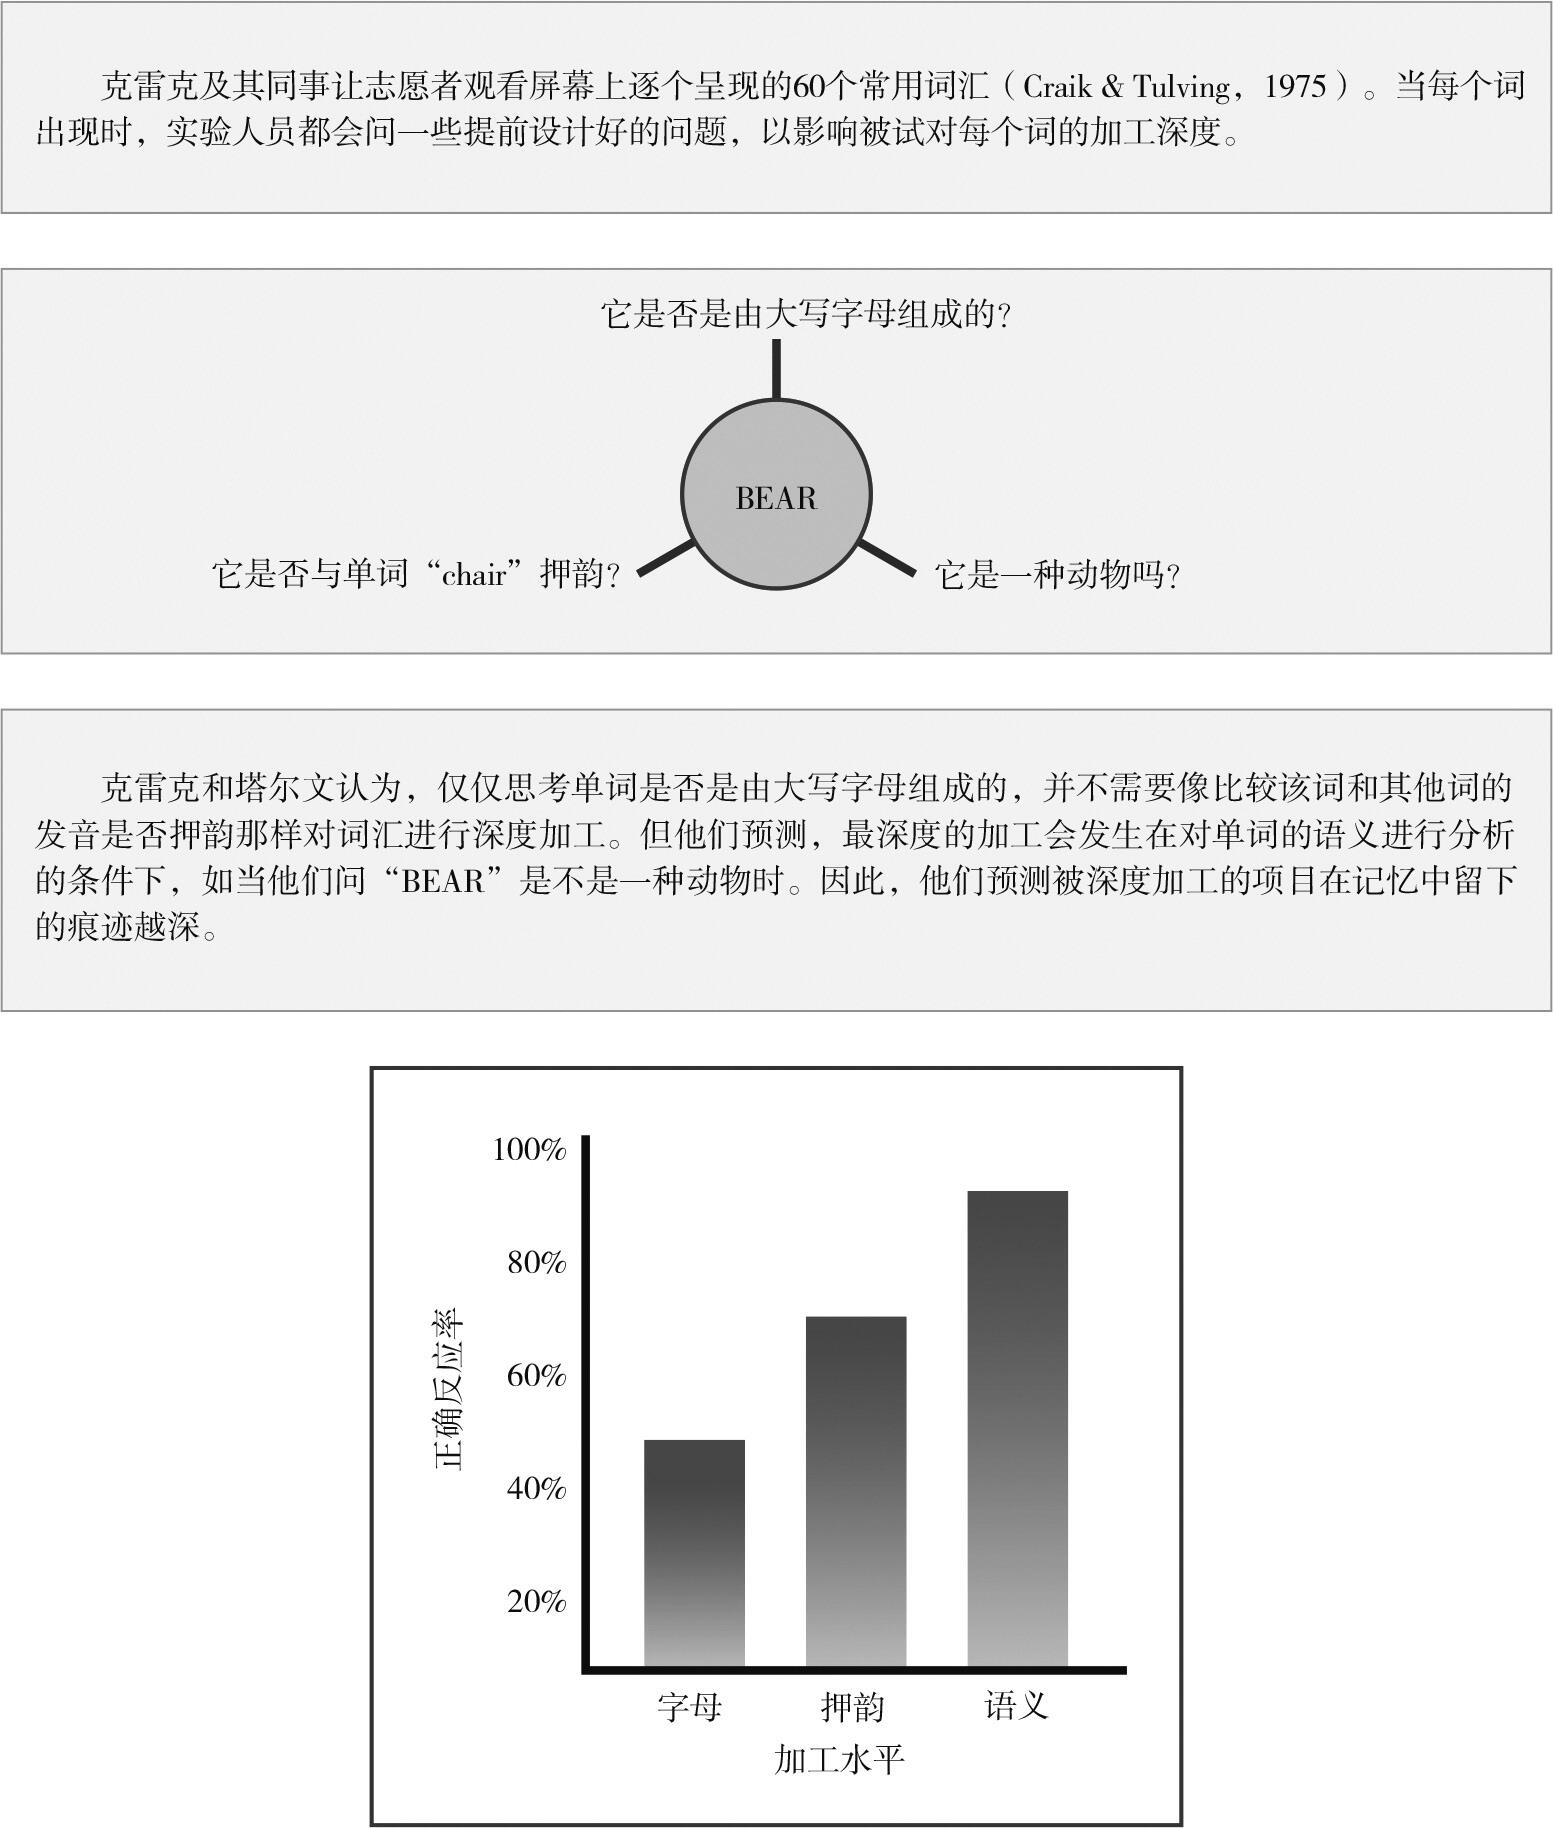 克雷克及其同事让志愿者观看屏幕上逐个呈现的60个常用词汇（Craik & Tulving，1975）。当每个词
出现时，实验人员都会问一些提前设计好的问题，以影响被试对每个词的加工深度。
它是否是由大写字母组成的？
BEAR
它是否与单词“chair”押韵？
它是一种动物吗？
克雷克和塔尔文认为，仅仅思考单词是否是由大写字母组成的，并不需要像比较该词和其他词的
发音是否押韵那样对词汇进行深度加工。但他们预测，最深度的加工会发生在对单词的语义进行分析
的条件下，如当他们问“BEAR”是不是一种动物时。因此，他们预测被深度加工的项目在记忆中留下
的痕迹越深。
正确反应率
100%
80%
60%
40%
20%
字母 押韵 语义
加工水平